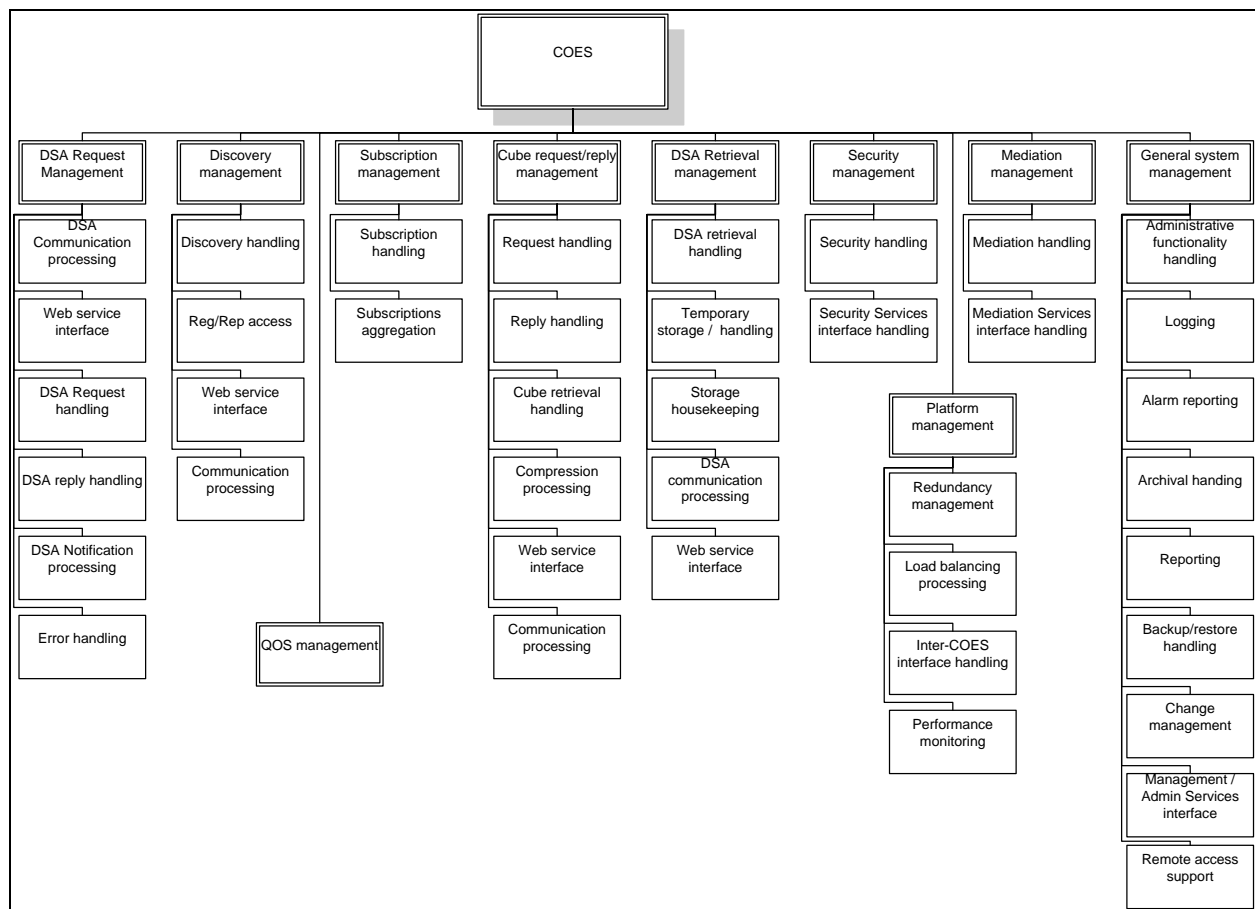 COES
DSA Request
Management
Discovery
management
Subscription
management
Cube request/reply
management
DSA Retrieval
management
Security
management
Mediation
management
General system
management
DSA
Communication
processing
Web service
interface
DSA Request
handling
DSA reply handling
DSA Notification
processing
Error handling
Discovery handling
Reg/Rep access
Web service
interface
Communication
processing
QOS management
Subscription
handling
Subscriptions
aggregation
Request handling
Reply handling
Cube retrieval
handling
Compression
processing
Web service
interface
Communication
processing
DSA retrieval
handling
Temporary
storage / handling
Storage
housekeeping
DSA
communication
processing
Web service
interface
Security handling
Security Services
interface handling
Platform
management
Redundancy
management
Load balancing
processing
Inter-COES
interface handling
Performance
monitoring
Mediation handling
Mediation Services
interface handling
Administrative
functionality
handling
Logging
Alarm reporting
Archival handing
Reporting
Backup/restore
handling
Change
management
Management /
Admin Services
interface
Remote access
support